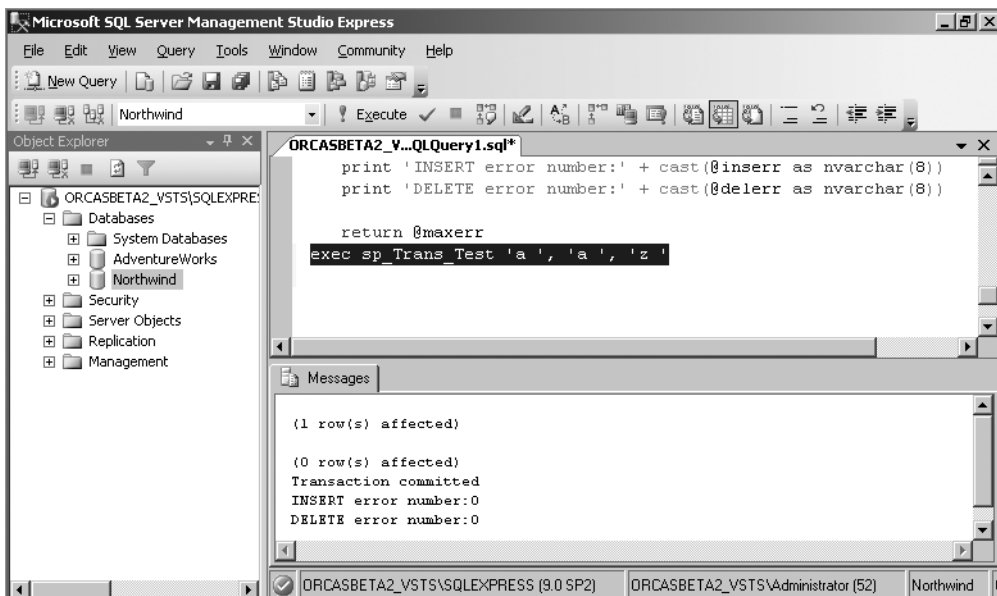 Microsoft SQL Server Management Studio Express
File Edit View Query Tools Window Community Help
New Query
Northwind
Execute
Object Explorer
ORCASBETA2_VSTS\SQLEXPRE
Databases
System Databases
AdventureWorks
Northwind
Security
Server Objects
Replication
Management
ORCASBETA2_V...QLQuery1.sql*
print 'INSERT error number:' + cast(@inserr as nvarchar(8))
print 'DELETE error number:' + cast(@delerr as nvarchar(8))
return @maxerr
exec sp_Trans_Test 'a ', 'a ', 'z '
Messages
(1 row(s) affected)
(0 row(s) affected)
Transaction committed
INSERT error number:0
DELETE error number:0
ORCASBETA2_VSTS\SQLEXPRESS (9.0 SP2) ORCASBETA2_VSTS\Administrator (52) Northwind